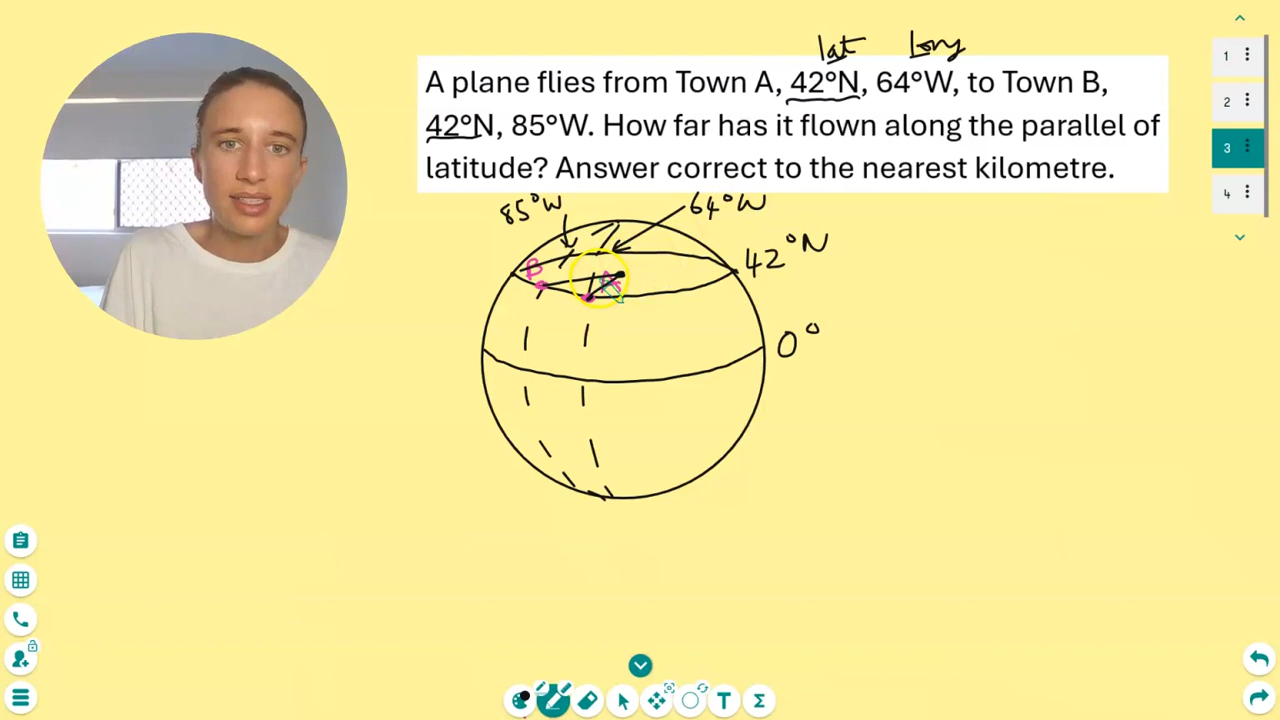 lat long
A plane flies from Town A, 42°N, 64°W, to Town B,
42°N, 85°W. How far has it flown along the parallel of
latitude? Answer correct to the nearest kilometre.
85°W 64°W
42°N
B A
0°
1
2
3
4
T Σ